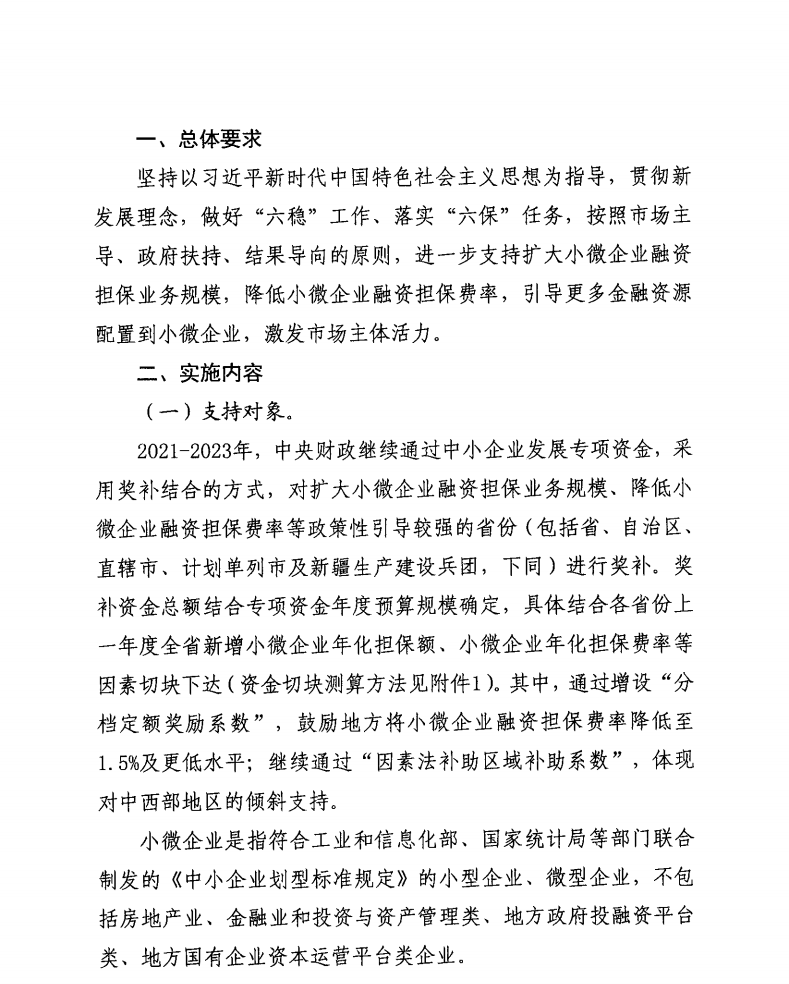 一、总体要求
坚持以习近平新时代中国特色社会主义思想为指导，贯彻新
发展理念，做好“六稳”工作、落实“六保”任务，按照市场主
导、政府扶持、结果导向的原则，进一步支持扩大小微企业融资
担保业务规模，降低小微企业融资担保费率，引导更多金融资源
配置到小微企业，激发市场主体活力。
二、实施内容
（一）支持对象。
2021-2023年，中央财政继续通过中小企业发展专项资金，采
用奖补结合的方式，对扩大小微企业融资担保业务规模、降低小
微企业融资担保费率等政策性引导较强的省份（包括省、自治区、
直辖市、计划单列市及新疆生产建设兵团，下同）进行奖补。奖
补资金总额结合专项资金年度预算规模确定，具体结合各省份上
一年度全省新增小微企业年化担保额、小微企业年化担保费率等
因素切块下达（资金切块测算方法见附件1）。其中，通过增设“分
档定额奖励系数”，鼓励地方将小微企业融资担保费率降低至
1.5%及更低水平；继续通过“因素法补助区域补助系数”，体现
对中西部地区的倾斜支持。
小微企业是指符合工业和信息化部、国家统计局等部门联合
制发的《中小企业划型标准规定》的小型企业、微型企业，不包
括房地产业、金融业和投资与资产管理类、地方政府投融资平台
类、地方国有企业资本运营平台类企业。